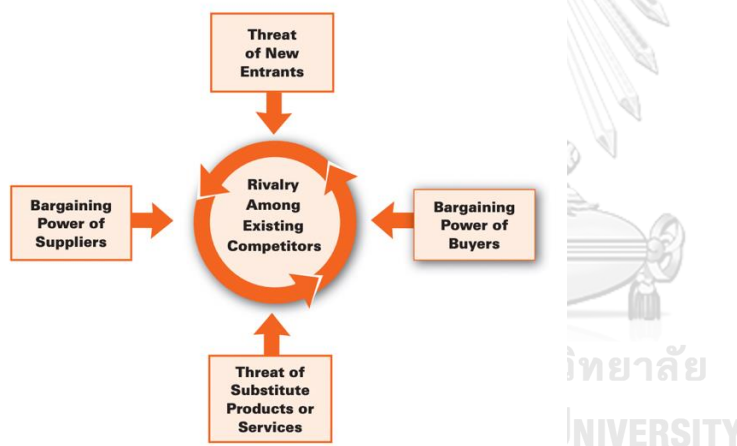 Threat
of New
Entrants
Bargaining
Power of
Suppliers
Rivalry
Among
Existing
Competitors
Bargaining
Power of
Buyers
Threat of
Substitute
Products or
Services
วิทยาลัย
NIVERSITY